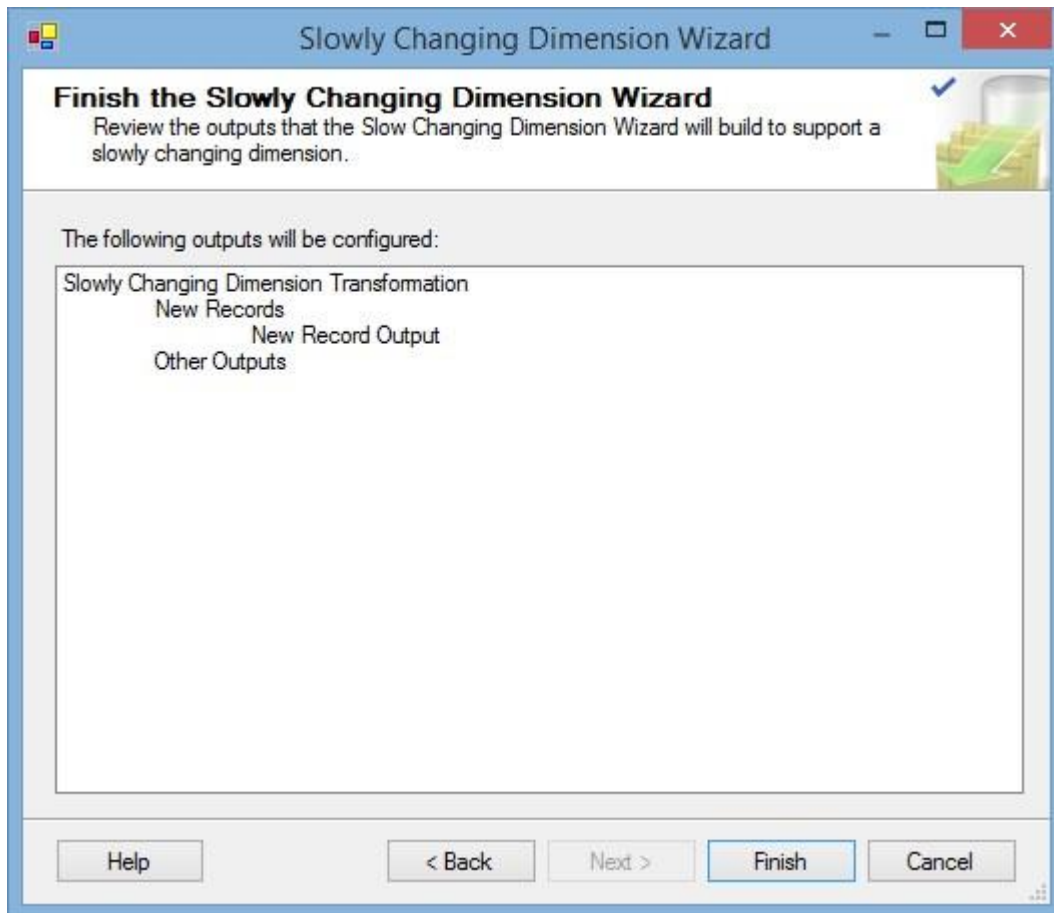 Slowly Changing Dimension Wizard
Finish the Slowly Changing Dimension Wizard
Review the outputs that the Slow Changing Dimension Wizard will build to support a
slowly changing dimension.
The following outputs will be configured:
Slowly Changing Dimension Transformation
New Records
New Record Output
Other Outputs
Help
< Back
Next >
Finish
Cancel